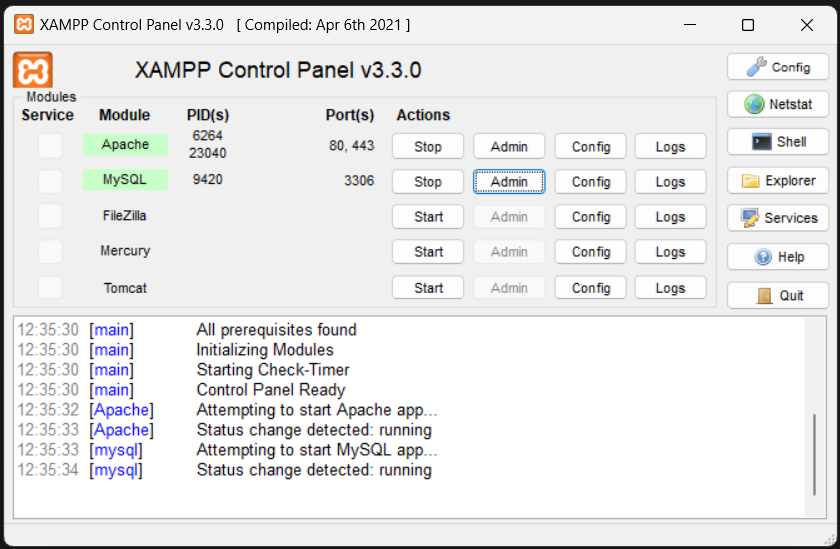 XAMPP Control Panel v3.3.0 [ Compiled: Apr 6th 2021 ]
XAMPP Control Panel v3.3.0
Modules
Service Module PID(s) Port(s) Actions
Apache 6264 23040 80, 443 Stop Admin Config Logs
MySQL 9420 3306 Stop Admin Config Logs
FileZilla Start Admin Config Logs
Mercury Start Admin Config Logs
Tomcat Start Admin Config Logs
Config
Netstat
Shell
Explorer
Services
Help
Quit
12:35:30 [main] All prerequisites found
12:35:30 [main] Initializing Modules
12:35:30 [main] Starting Check-Timer
12:35:30 [main] Control Panel Ready
12:35:32 [Apache] Attempting to start Apache app...
12:35:33 [Apache] Status change detected: running
12:35:33 [mysql] Attempting to start MySQL app...
12:35:34 [mysql] Status change detected: running